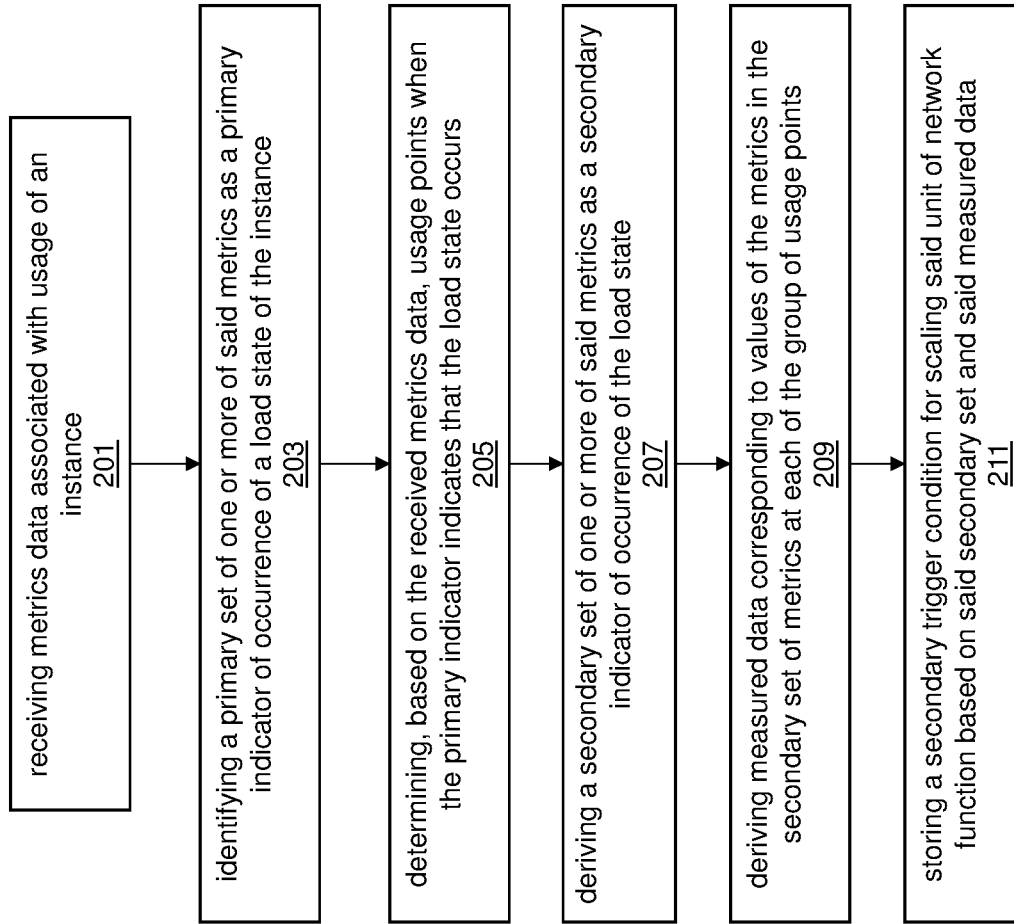 receiving metrics data associated with usage of an
instance
201
identifying a primary set of one or more of said metrics as a primary
indicator of occurrence of a load state of the instance
203
determining, based on the received metrics data, usage points when
the primary indicator indicates that the load state occurs
205
deriving a secondary set of one or more of said metrics as a secondary
indicator of occurrence of the load state
207
deriving measured data corresponding to values of the metrics in the
secondary set of metrics at each of the group of usage points
209
storing a secondary trigger condition for scaling said unit of network
function based on said secondary set and said measured data
211